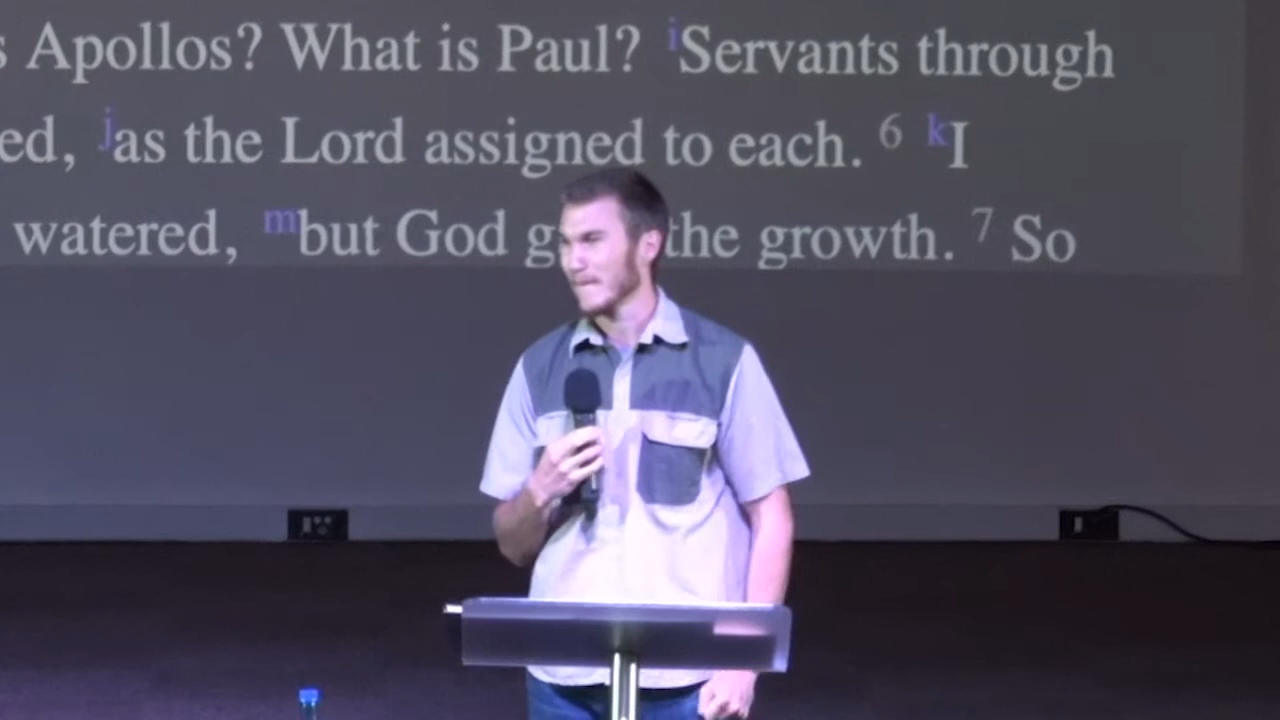 s Apollos? What is Paul? iServants through
ed, jas the Lord assigned to each. 6 kI
watered, mbut God g the growth. 7 So